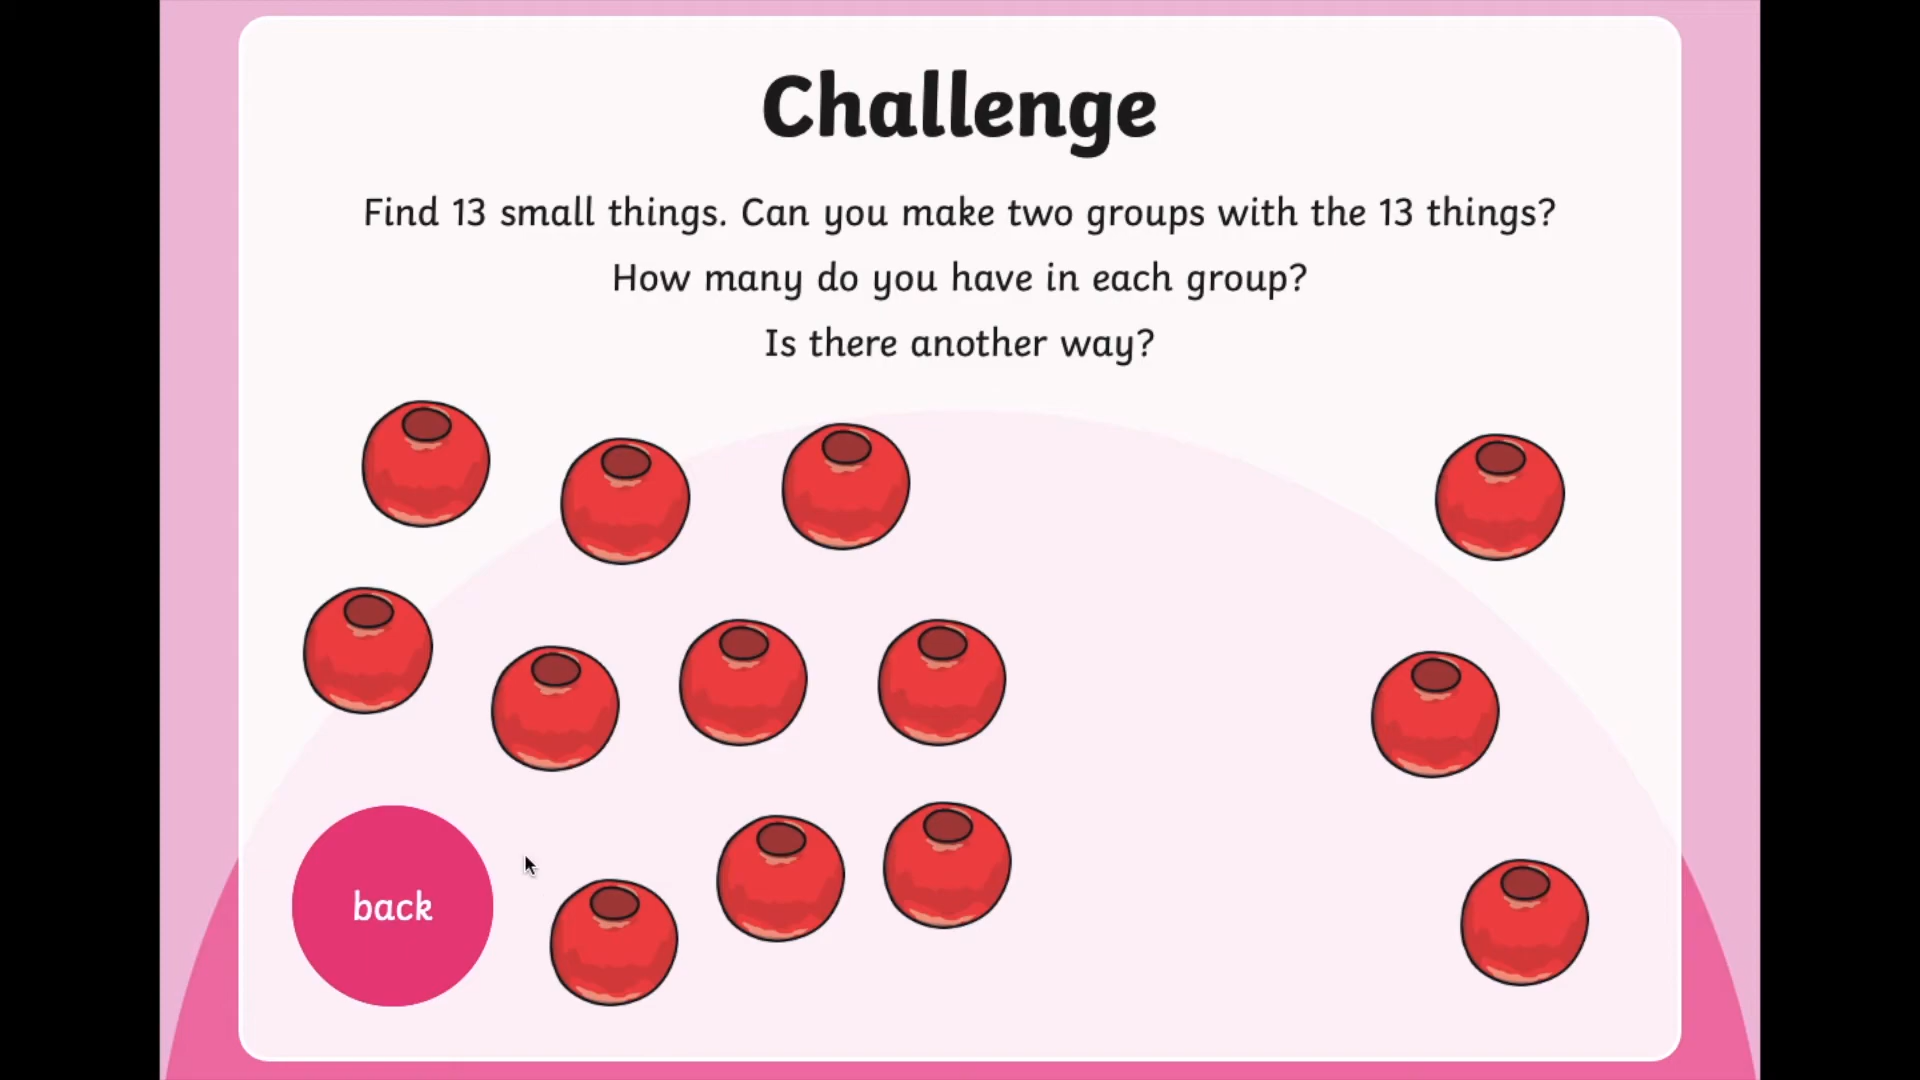 Challenge
Find 13 small things. Can you make two groups with the 13 things?
How many do you have in each group?
Is there another way?
back